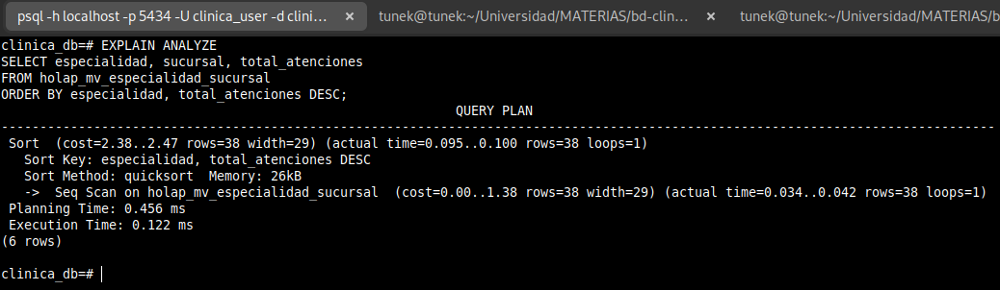 psql -h localhost -p 5434 -U clinica_user -d clini… × tunek@tunek:~/Universidad/MATERIAS/bd-clin… × tunek@tunek:~/Universidad/MATERIAS/b
clinica_db=# EXPLAIN ANALYZE
SELECT especialidad, sucursal, total_atenciones
FROM holap_mv_especialidad_sucursal
ORDER BY especialidad, total_atenciones DESC;
QUERY PLAN
---------------------------------------------------------------------------------------------------------------------------------
 Sort  (cost=2.38..2.47 rows=38 width=29) (actual time=0.095..0.100 rows=38 loops=1)
   Sort Key: especialidad, total_atenciones DESC
   Sort Method: quicksort  Memory: 26kB
   ->  Seq Scan on holap_mv_especialidad_sucursal  (cost=0.00..1.38 rows=38 width=29) (actual time=0.034..0.042 rows=38 loops=1)
 Planning Time: 0.456 ms
 Execution Time: 0.122 ms
(6 rows)
clinica_db=#